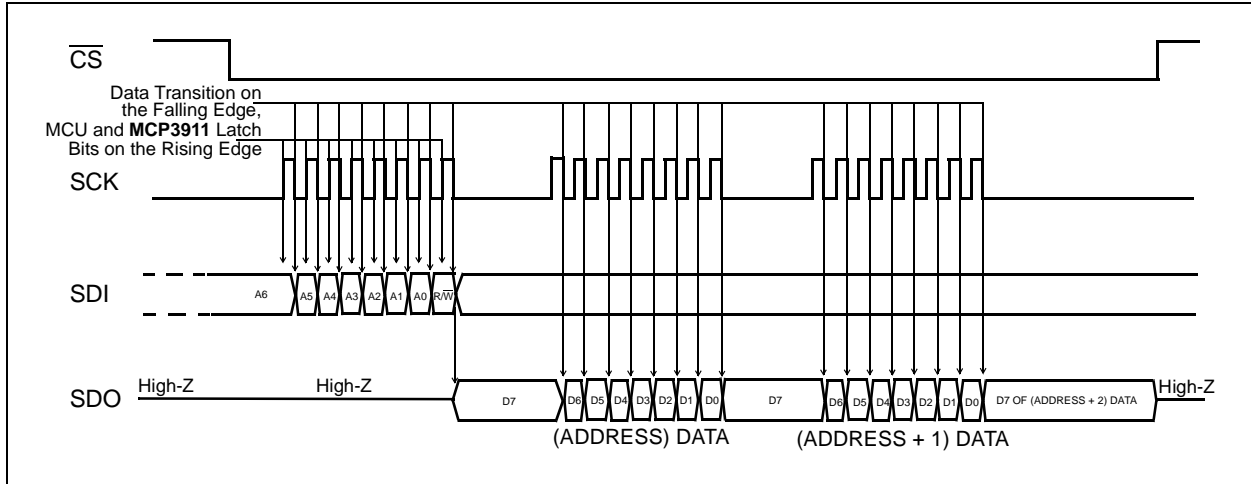 CS
Data Transition on
the Falling Edge,
MCU and MCP3911 Latch
Bits on the Rising Edge
SCK
SDI
A6 A5 A4 A3 A2 A1 A0 R/W
SDO
High-Z High-Z D7 D6 D5 D4 D3 D2 D1 D0 D7 D6 D5 D4 D3 D2 D1 D0 D7 OF (ADDRESS + 2) DATA High-Z
(ADDRESS) DATA (ADDRESS + 1) DATA